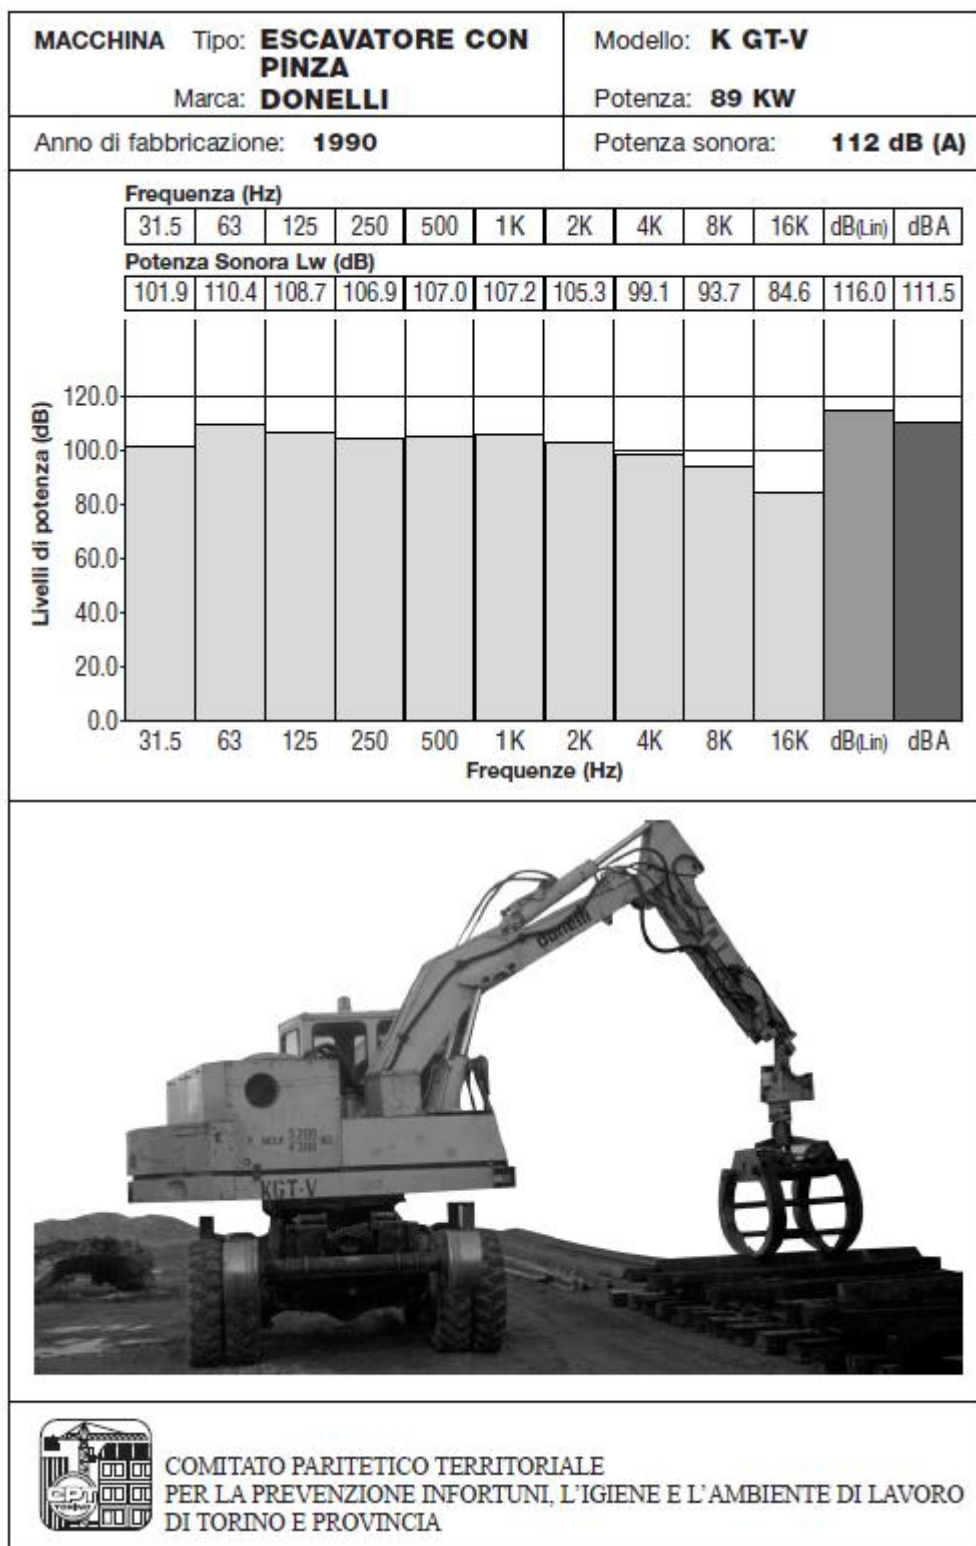 MACCHINA Tipo: ESCAVATORE CON
PINZA
Marca: DONELLI
Modello: K GT-V
Potenza: 89 KW
Anno di fabbricazione: 1990
Potenza sonora: 112 dB (A)
Frequenza (Hz)
31.5 63 125 250 500 1K 2K 4K 8K 16K dB(Lin) dBA
Potenza Sonora Lw (dB)
101.9 110.4 108.7 106.9 107.0 107.2 105.3 99.1 93.7 84.6 116.0 111.5
Livelli di potenza (dB)
120.0
100.0
80.0
60.0
40.0
20.0
0.0
31.5 63 125 250 500 1K 2K 4K 8K 16K dB(Lin) dBA
Frequenze (Hz)
donelli
KGT-V
CPT
TORINO
COMITATO PARITETICO TERRITORIALE
PER LA PREVENZIONE INFORTUNI, L'IGIENE E L'AMBIENTE DI LAVORO
DI TORINO E PROVINCIA